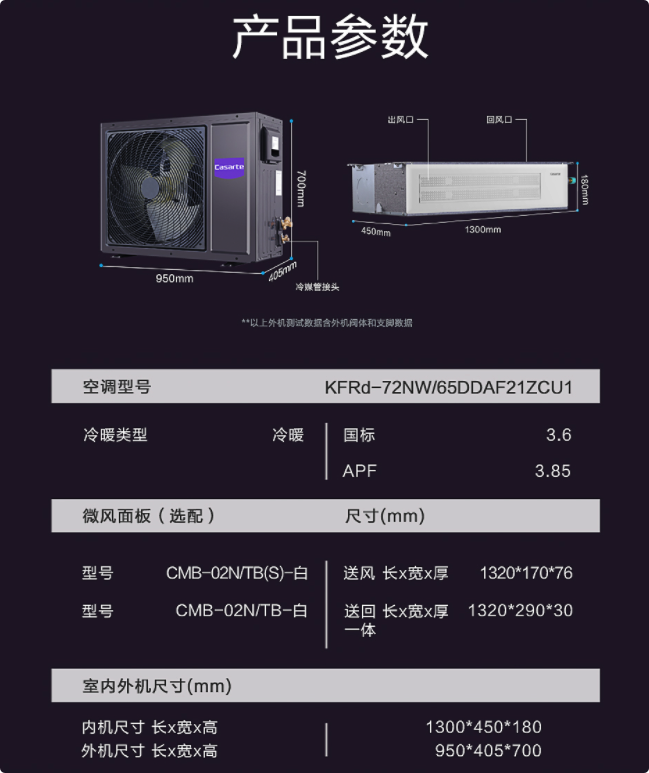 产品参数
出风口
回风口
Casarte
700mm
180mm
450mm
1300mm
950mm
405mm
冷媒管接头
**以上外机测试数据含外机阀体和支脚数据
空调型号 KFRd-72NW/65DDAF21ZCU1
冷暖类型 冷暖 国标 3.6
APF 3.85
微风面板(选配) 尺寸(mm)
型号 CMB-02N/TB(S)-白 送风 长x宽x厚 1320*170*76
型号 CMB-02N/TB-白 送回 长x宽x厚 1320*290*30
一体
室内外机尺寸(mm)
内机尺寸 长x宽x高 1300*450*180
外机尺寸 长x宽x高 950*405*700